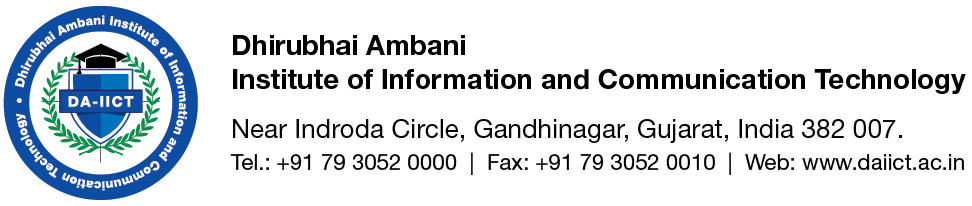 Dhirubhai Ambani Institute of Information and Communication Technology •
DA-IICT
Dhirubhai Ambani
Institute of Information and Communication Technology
Near Indroda Circle, Gandhinagar, Gujarat, India 382 007.
Tel.: +91 79 3052 0000 | Fax: +91 79 3052 0010 | Web: www.daiict.ac.in